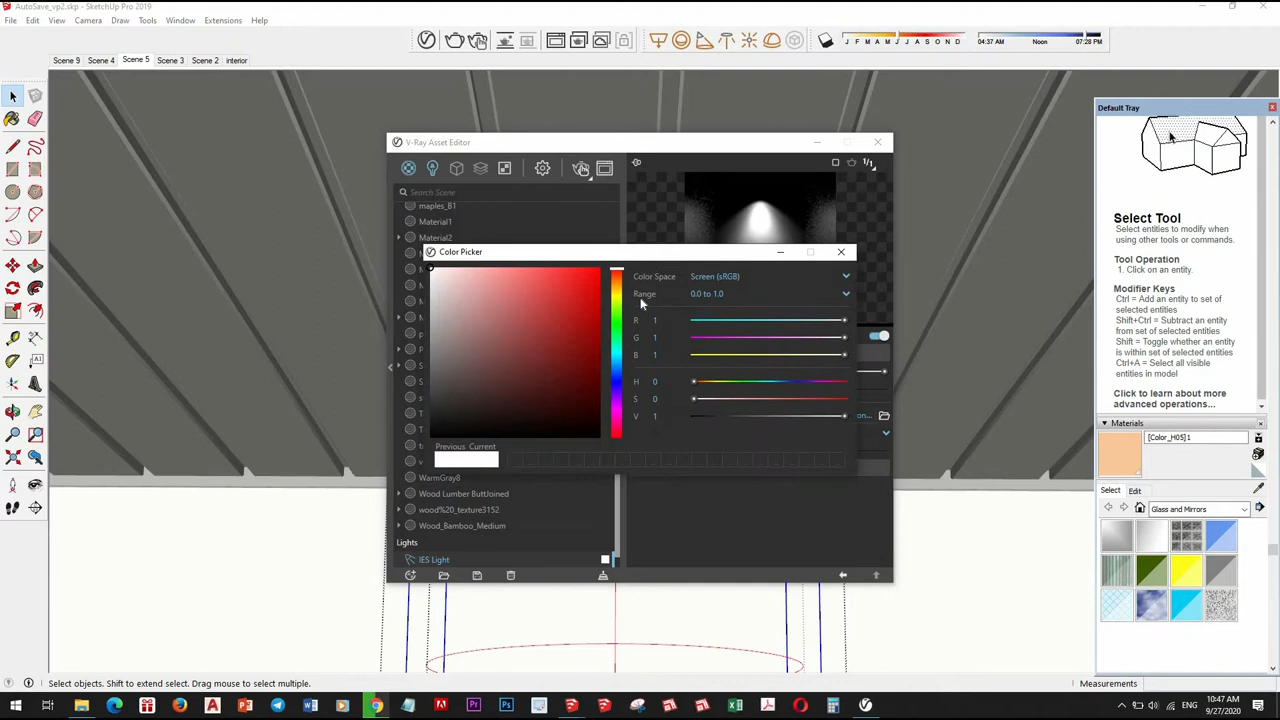 AutoSave_vp2.skp - SketchUp Pro 2019
File Edit View Camera Draw Tools Window Extensions Help
J F M A M J J A S O N D
04:37 AM Noon 07:28 PM
Scene 9 Scene 4 Scene 5 Scene 3 Scene 2 interior
Default Tray
V-Ray Asset Editor
1/1
Search Scene
maples_B1
Material1
Material2
Color Picker
Color Space Screen (sRGB)
Range 0.0 to 1.0
R 1
G 1
B 1
H 0
S 0
V 1
Previous Current
on...
WarmGray8
Wood Lumber ButtJoined
wood%20_texture3152
Wood_Bamboo_Medium
Lights
IES Light
Select Tool
Select entities to modify when
using other tools or commands.
Tool Operation
1. Click on an entity.
Modifier Keys
Ctrl = Add an entity to set of
selected entities
Shift+Ctrl = Subtract an entity
from set of selected entities
Shift = Toggle whether an entity
is within set of selected entities
Ctrl+A = Select all visible
entities in model
Click to learn more about
advanced operations...
Materials
[Color_H05]1
Select Edit
Glass and Mirrors
Select objects. Shift to extend select. Drag mouse to select multiple.
Measurements
10:47 AM
9/27/2020